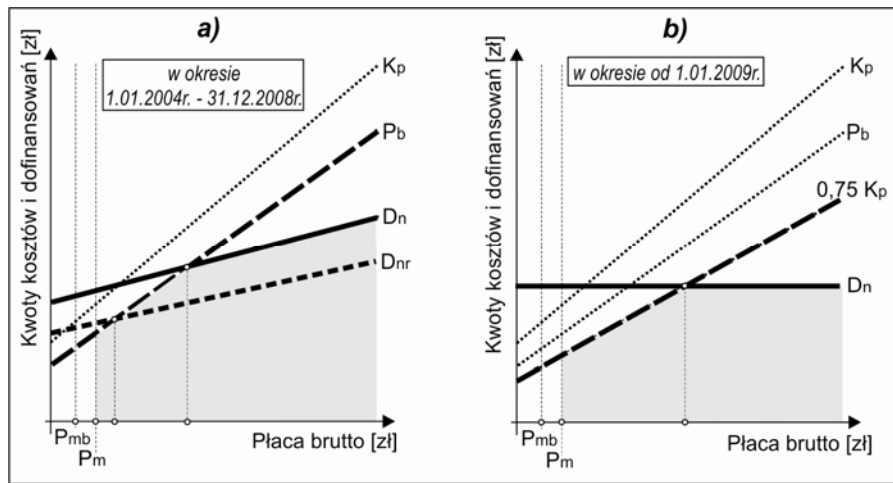 a)
Kwoty kosztów i dofinansowań [zł]
w okresie
1.01.2004r. - 31.12.2008r.
Kp
Pb
Dn
Dnr
Pmb
Pm
Płaca brutto [zł]
b)
Kwoty kosztów i dofinansowań [zł]
w okresie od 1.01.2009r.
Kp
Pb
0,75 Kp
Dn
Pmb
Pm
Płaca brutto [zł]